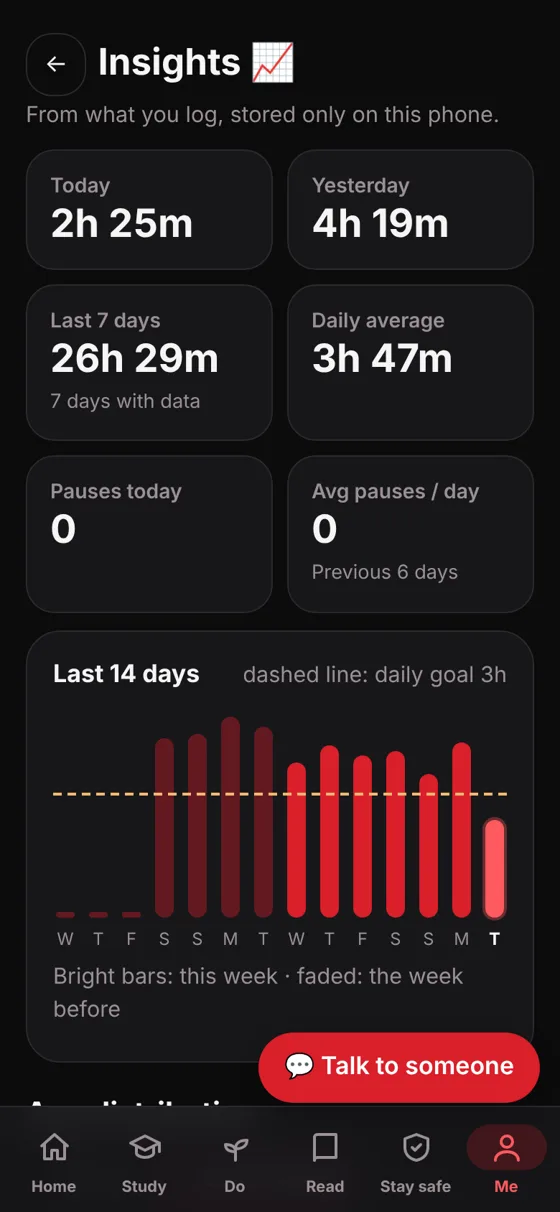 Insights 📈
From what you log, stored only on this phone.
Today
2h 25m
Yesterday
4h 19m
Last 7 days
26h 29m
7 days with data
Daily average
3h 47m
Pauses today
0
Avg pauses / day
0
Previous 6 days
Last 14 days
dashed line: daily goal 3h
W T F S S M T W T F S S M T
Bright bars: this week · faded: the week
before
💬 Talk to someone
Home Study Do Read Stay safe Me